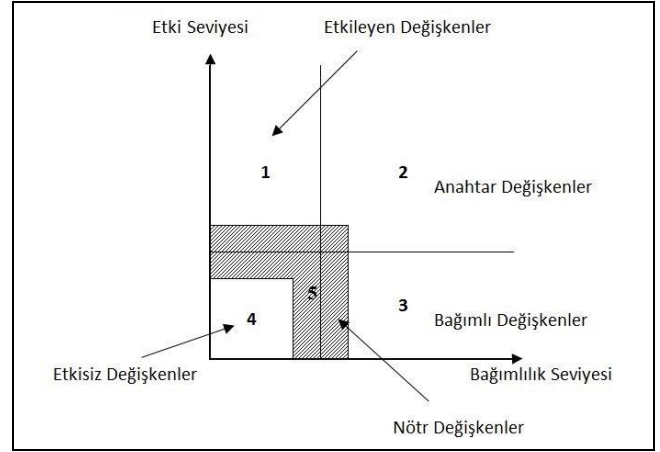 Etki Seviyesi
Etkileyen Değişkenler
1
2
Anahtar Değişkenler
5
4
3
Bağımlı Değişkenler
Etkisiz Değişkenler
Bağımlılık Seviyesi
Nötr Değişkenler